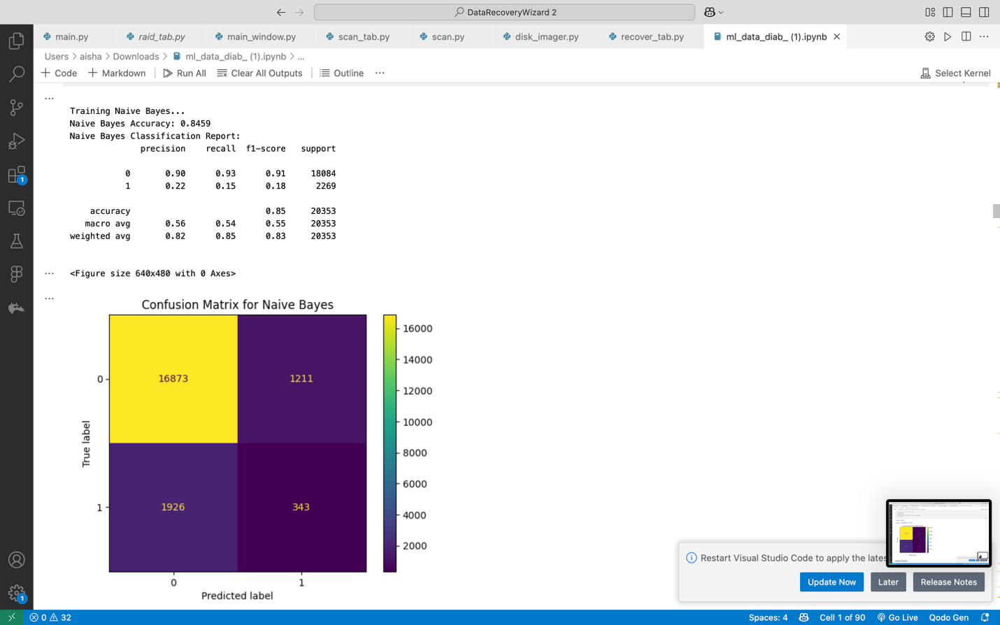 DataRecoveryWizard 2
main.py raid_tab.py main_window.py scan_tab.py scan.py disk_imager.py recover_tab.py ml_data_diab_ (1).ipynb
Users > aisha > Downloads > ml_data_diab_ (1).ipynb > ...
+ Code + Markdown Run All Clear All Outputs Outline ... Select Kernel
...
Training Naive Bayes...
Naive Bayes Accuracy: 0.8459
Naive Bayes Classification Report:
precision recall f1-score support
0 0.90 0.93 0.91 18084
1 0.22 0.15 0.18 2269
accuracy 0.85 20353
macro avg 0.56 0.54 0.55 20353
weighted avg 0.82 0.85 0.83 20353
... <Figure size 640x480 with 0 Axes>
...
Confusion Matrix for Naive Bayes
16000
14000
0 16873 1211
12000
10000
True label
8000
6000
1 1926 343
4000
2000
0 1
Predicted label
1
Restart Visual Studio Code to apply the lates
Update Now Later Release Notes
1
0 32 Spaces: 4 Cell 1 of 90 Go Live Qodo Gen